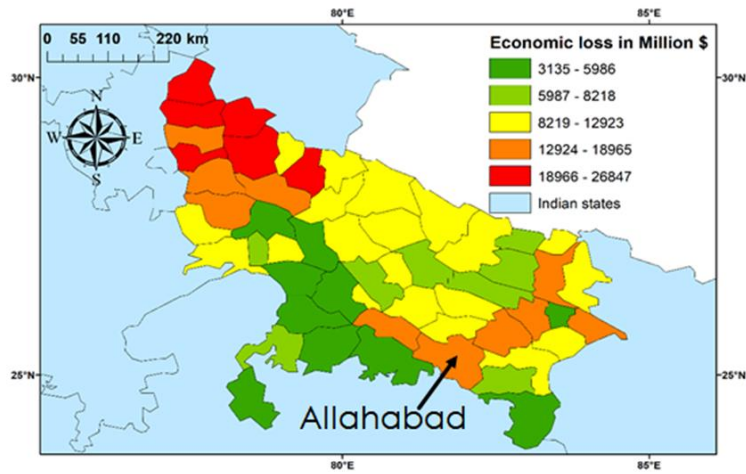 80°E 85°E
0 55 110 220 km
Economic loss in Million $
3135 - 5986
5987 - 8218
8219 - 12923
12924 - 18965
18966 - 26847
Indian states
30°N 30°N
N
W E
S
25°N 25°N
Allahabad
80°E 85°E